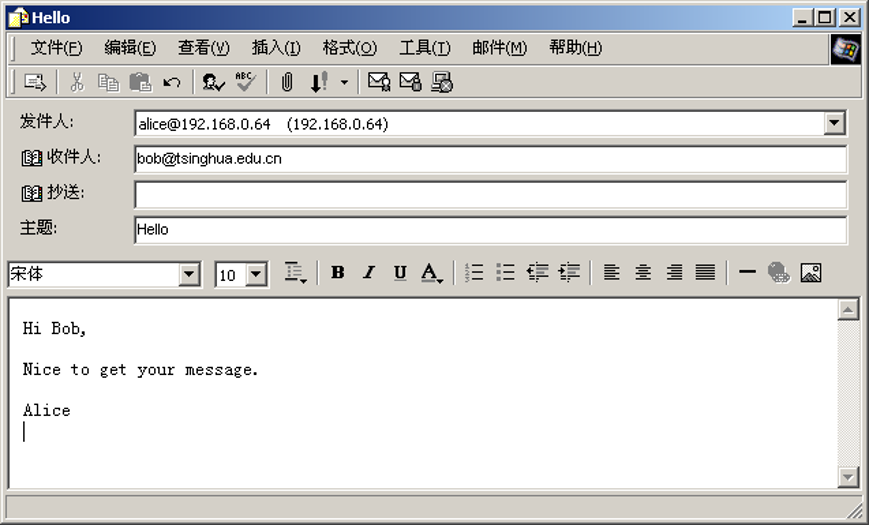 Hello
文件(F) 编辑(E) 查看(V) 插入(I) 格式(O) 工具(T) 邮件(M) 帮助(H)
ABC
发件人: alice@192.168.0.64 (192.168.0.64)
收件人: bob@tsinghua.edu.cn
抄送:
主题: Hello
宋体 10 B I U A
Hi Bob,
Nice to get your message.
Alice